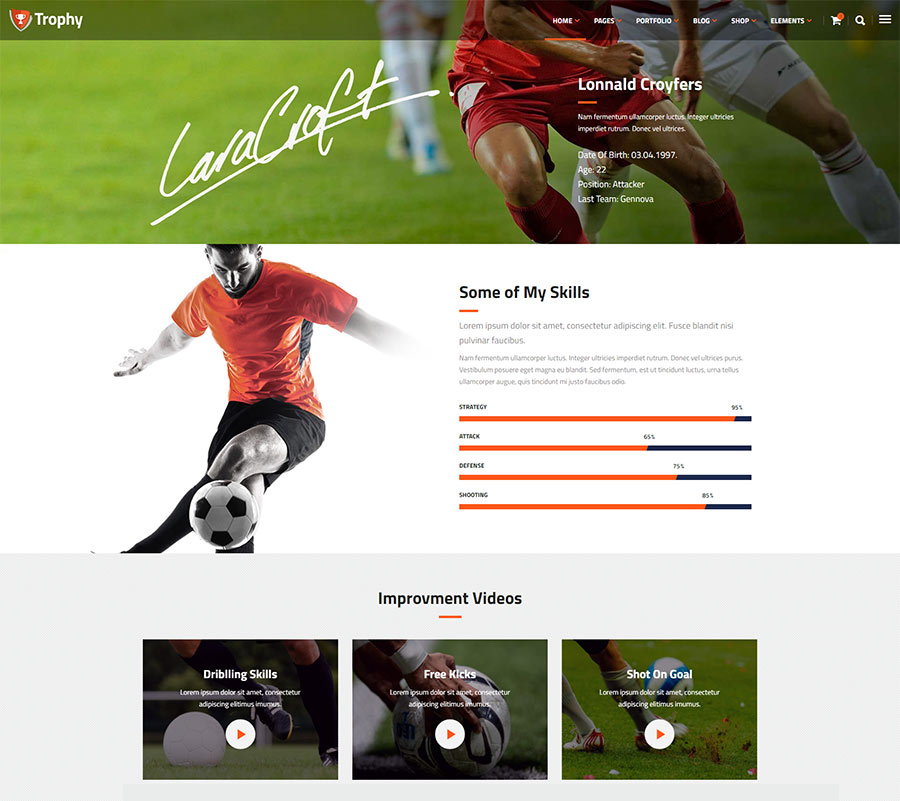 Trophy
HOME PAGES PORTFOLIO BLOG SHOP ELEMENTS
LaraCroft
Lonnald Croyfers
Nam fermentum ullamcorper luctus. Integer ultricies
imperdiet rutrum. Donec vel ultrices.
Date Of Birth: 03.04.1997.
Age: 22
Position: Attacker
Last Team: Gennova
Some of My Skills
Lorem ipsum dolor sit amet, consectetur adipiscing elit. Fusce blandit nisi
pulvinar faucibus.
Nam fermentum ullamcorper luctus. Integer ultricies imperdiet rutrum. Donec vel ultrices purus.
Vestibulum posuere eget magna eu blandit. Sed fermentum, est ut tincidunt luctus, urna tellus
ullamcorper augue, quis tincidunt mi justo faucibus odio.
STRATEGY 95%
ATTACK 65%
DEFENSE 75%
SHOOTING 85%
Improvment Videos
Driblling Skills
Lorem ipsum dolor sit amet, consectetur
adipiscing elitimus imumus.
Free Kicks
Lorem ipsum dolor sit amet, consectetur
adipiscing elitimus imumus.
Shot On Goal
Lorem ipsum dolor sit amet, consectetur
adipiscing elitimus imumus.